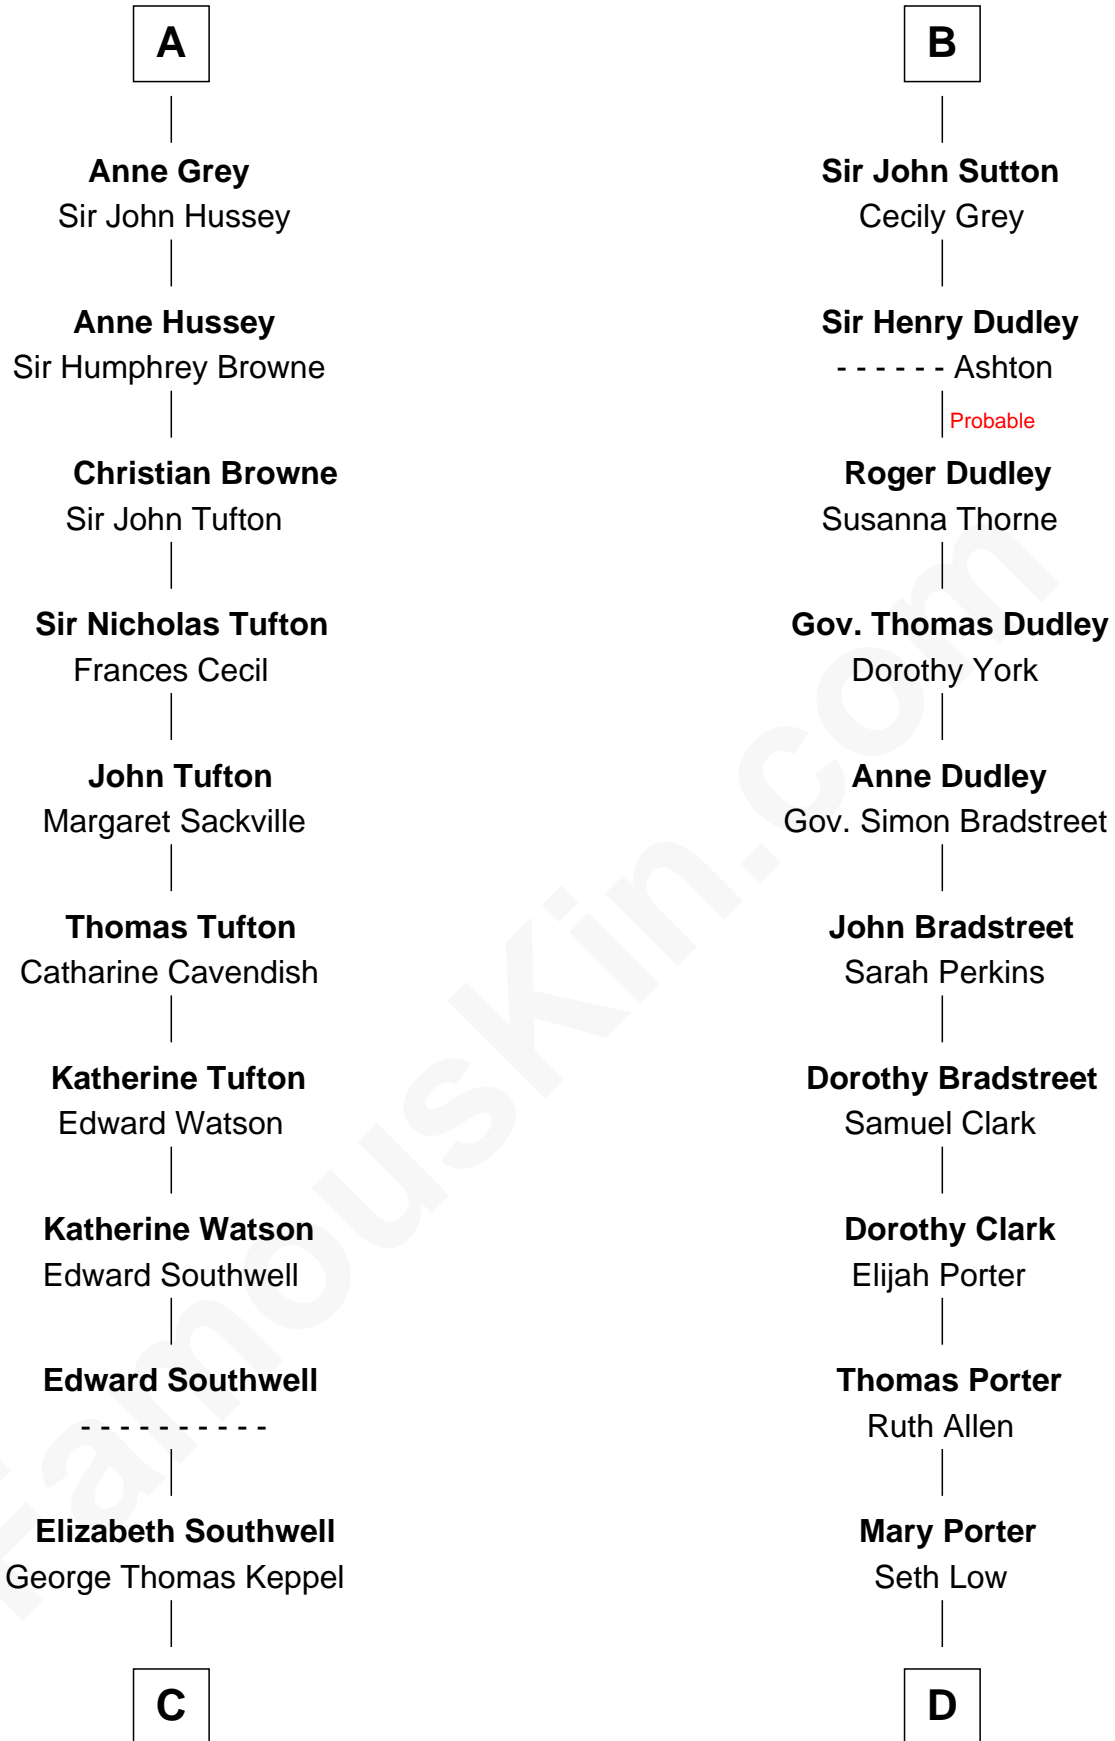 A
Anne Grey
Sir John Hussey
Anne Hussey
Sir Humphrey Browne
Christian Browne
Sir John Tufton
Sir Nicholas Tufton
Frances Cecil
John Tufton
Margaret Sackville
Thomas Tufton
Catharine Cavendish
Katherine Tufton
Edward Watson
Katherine Watson
Edward Southwell
Edward Southwell
- - - - - - - - - -
Elizabeth Southwell
George Thomas Keppel
C
B
Sir John Sutton
Cecily Grey
Sir Henry Dudley
- - - - - - Ashton
Probable
Roger Dudley
Susanna Thorne
Gov. Thomas Dudley
Dorothy York
Anne Dudley
Gov. Simon Bradstreet
John Bradstreet
Sarah Perkins
Dorothy Bradstreet
Samuel Clark
Dorothy Clark
Elijah Porter
Thomas Porter
Ruth Allen
Mary Porter
Seth Low
D
FamousKin.com